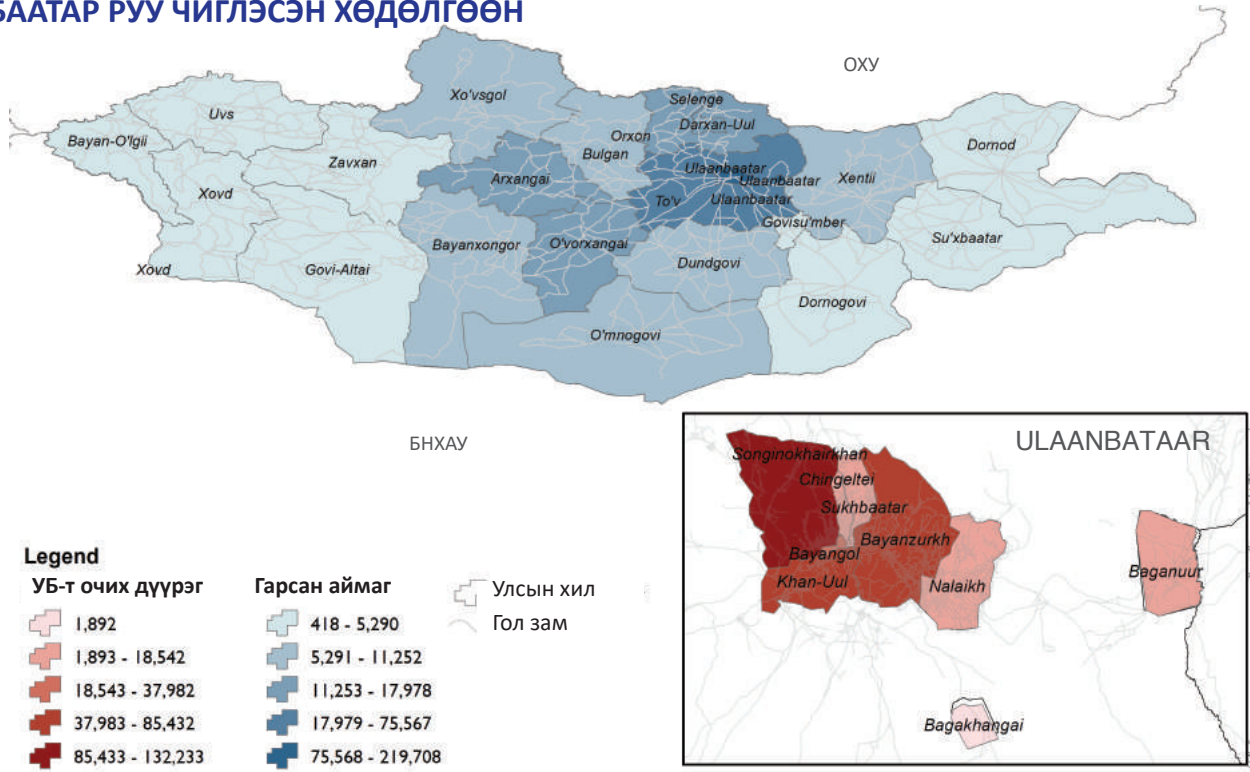 БААТАР РУУ ЧИГЛЭСЭН ХӨДӨЛГӨӨН
ОХУ
Xo'vsgol
Selenge
Uvs
Darxan-Uul
Orxon
Bayan-O'lgii
Bulgan
Dornod
Zavxan
Ulaanbaatar
Arxangai
Ulaanbaatar
Xentii
Xovd
To'v
Ulaanbaatar
Govisu'mber
Bayanxongor
O'vorxangai
Su'xbaatar
Xovd
Govi-Altai
Dundgovi
Dornogovi
O'mnogovi
БНХАУ
ULAANBATAAR
Songinokhairkhan
Chingeltei
Sukhbaatar
Bayanzurkh
Bayangol
Khan-Uul
Nalaikh
Baganuur
Bagakhangai
Legend
УБ-т очих дүүрэг
1,892
1,893 - 18,542
18,543 - 37,982
37,983 - 85,432
85,433 - 132,233
Гарсан аймаг
418 - 5,290
5,291 - 11,252
11,253 - 17,978
17,979 - 75,567
75,568 - 219,708
Улсын хил
Гол зам